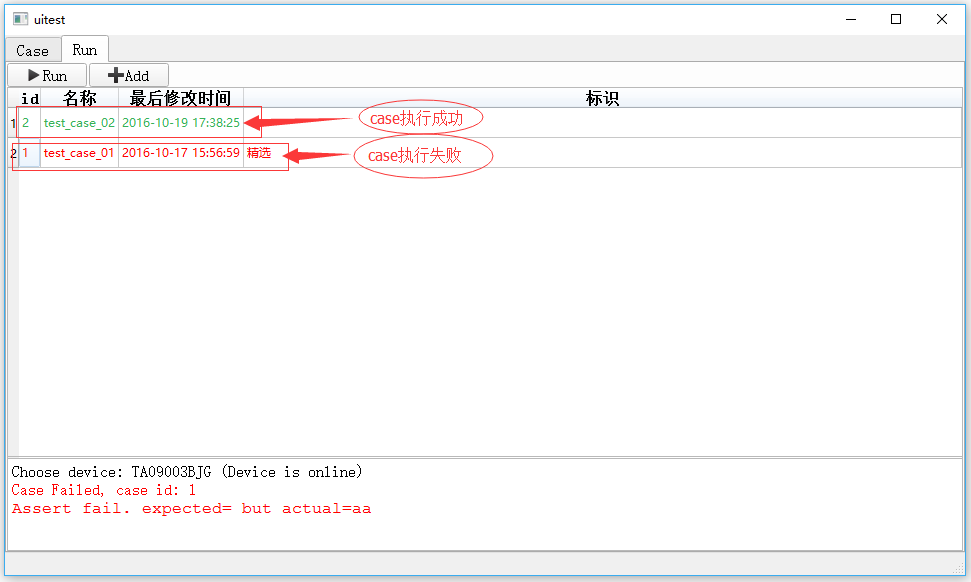 uitest
Case Run
Run Add
id 名称 最后修改时间 标识
1 2 test_case_02 2016-10-19 17:38:25 case执行成功
2 1 test_case_01 2016-10-17 15:56:59 精选 case执行失败
Choose device: TA09003BJG (Device is online)
Case Failed, case id: 1
Assert fail. expected= but actual=aa